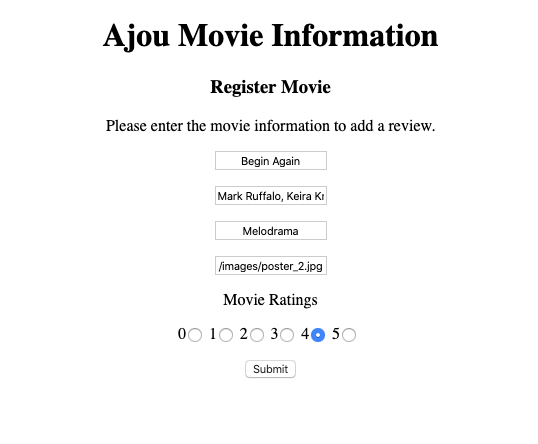 Ajou Movie Information
Register Movie
Please enter the movie information to add a review.
Begin Again
Mark Ruffalo, Keira
Melodrama
/images/poster_2.jpg
Movie Ratings
0 1 2 3 4 5
Submit